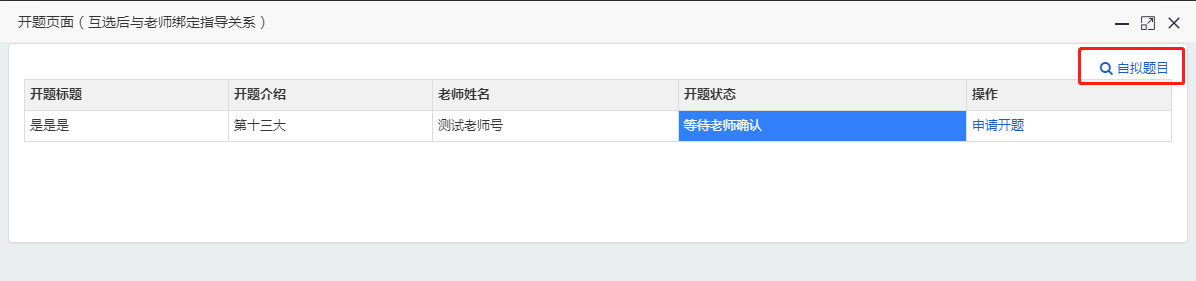 开题页面（互选后与老师绑定指导关系）
自拟题目
开题标题 开题介绍 老师姓名 开题状态 操作
是是是 第十三大 测试老师号 等待老师确认 申请开题